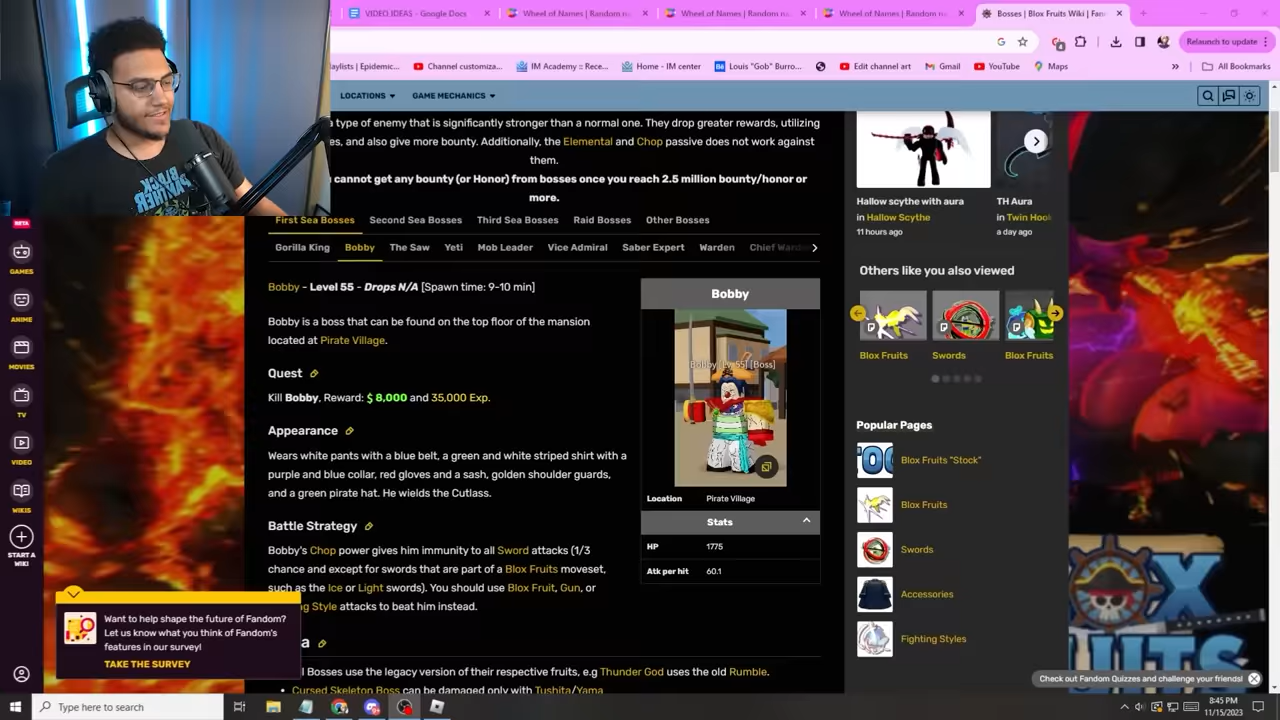 VIDEO IDEAS - Google Docs
Wheel of Names | Random na
Wheel of Names | Random na
Wheel of Names | Random na
Bosses | Blox Fruits Wiki | Fan
Relaunch to update
aylists | Epidemic...
Channel customiza...
IM Academy :: Rece...
Home - IM center
Louis "Gob" Burro...
Edit channel art
Gmail
YouTube
Maps
All Bookmarks
LOCATIONS
GAME MECHANICS
BLACK
PANTHER
a type of enemy that is significantly stronger than a normal one. They drop greater rewards, utilizing
es, and also give more bounty. Additionally, the Elemental and Chop passive does not work against
them.
u cannot get any bounty (or Honor) from bosses once you reach 2.5 million bounty/honor or
more.
First Sea Bosses
Second Sea Bosses
Third Sea Bosses
Raid Bosses
Other Bosses
Gorilla King
Bobby
The Saw
Yeti
Mob Leader
Vice Admiral
Saber Expert
Warden
Chief Warde
Bobby - Level 55 - Drops N/A [Spawn time: 9-10 min]
Bobby is a boss that can be found on the top floor of the mansion
located at Pirate Village.
Quest
Kill Bobby, Reward: $ 8,000 and 35,000 Exp.
Appearance
Wears white pants with a blue belt, a green and white striped shirt with a
purple and blue collar, red gloves and a sash, golden shoulder guards,
and a green pirate hat. He wields the Cutlass.
Battle Strategy
Bobby's Chop power gives him immunity to all Sword attacks (1/3
chance and except for swords that are part of a Blox Fruits moveset,
such as the Ice or Light swords). You should use Blox Fruit, Gun, or
ng Style attacks to beat him instead.
a
l Bosses use the legacy version of their respective fruits, e.g Thunder God uses the old Rumble.
Cursed Skeleton Boss can be damaged only with Tushita/Yama
Bobby
Bobby [Lv. 55] [Boss]
Location
Pirate Village
Stats
HP
1775
Atk per hit
60.1
Hallow scythe with aura
in Hallow Scythe
11 hours ago
TH Aura
in Twin Hook
a day ago
Others like you also viewed
Blox Fruits
Swords
Blox Fruits
Popular Pages
Blox Fruits "Stock"
Blox Fruits
Swords
Accessories
Fighting Styles
BETA
GAMES
ANIME
MOVIES
TV
VIDEO
WIKIS
START A
WIKI
Want to help shape the future of Fandom?
Let us know what you think of Fandom's
features in our survey!
TAKE THE SURVEY
Check out Fandom Quizzes and challenge your friends!
Type here to search
8:45 PM
11/15/2023